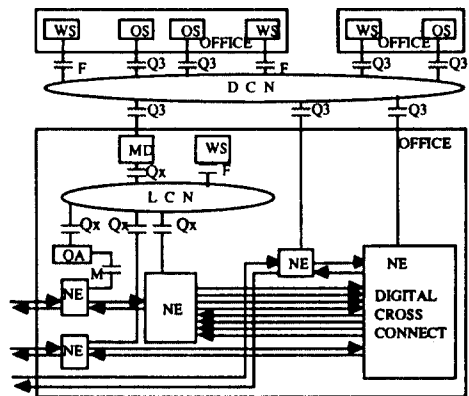 WS OS OS WS
OFFICE
WS OS
OFFICE
F Q3 Q3 F Q3 Q3
D C N
Q3 Q3 Q3
OFFICE
MD WS
Qx F
L C N
Qx Qx Qx
QA
M
NE NE NE NE
DIGITAL
CROSS
CONNECT
NE